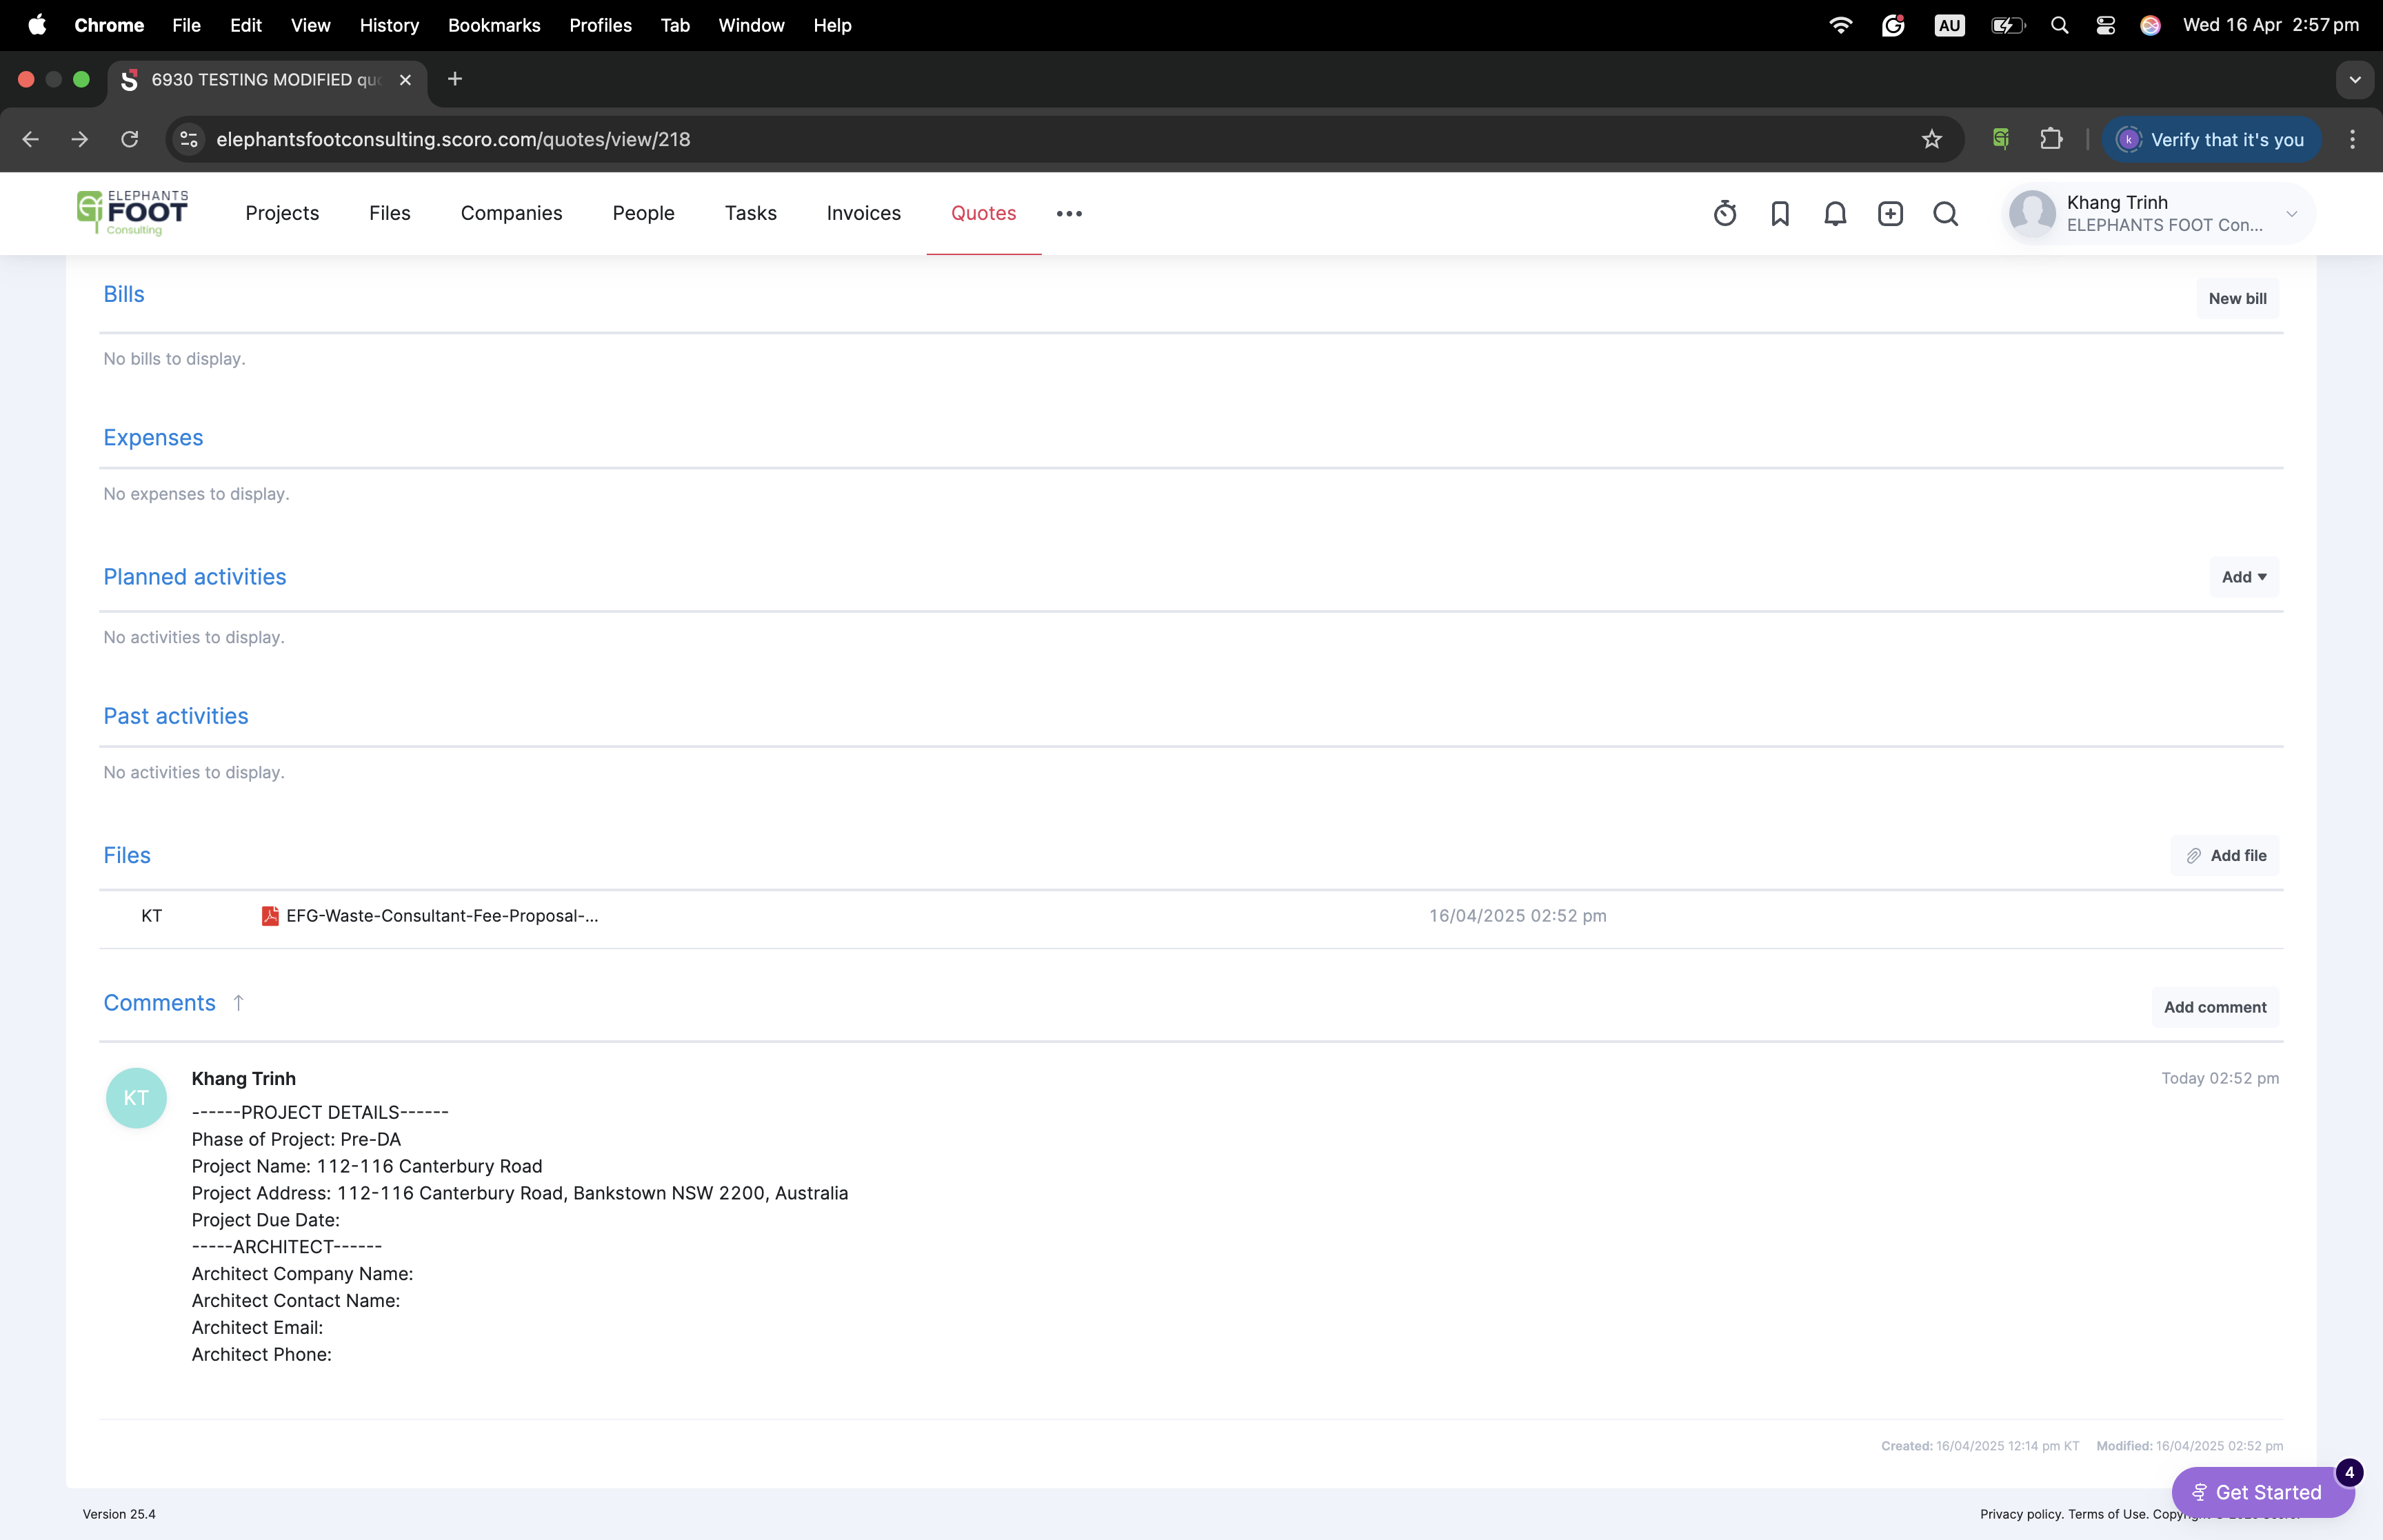 Chrome File Edit View History Bookmarks Profiles Tab Window Help AU Wed 16 Apr 2:57 pm
6930 TESTING MODIFIED
elephantsfootconsulting.scoro.com/quotes/view/218 k Verify that it's you
ELEPHANTS
FOOT
Consulting
Projects Files Companies People Tasks Invoices Quotes
Khang Trinh
ELEPHANTS FOOT Con...
Bills New bill
No bills to display.
Expenses
No expenses to display.
Planned activities Add
No activities to display.
Past activities
No activities to display.
Files Add file
KT EFG-Waste-Consultant-Fee-Proposal-... 16/04/2025 02:52 pm
Comments ↑ Add comment
KT
Khang Trinh Today 02:52 pm
------PROJECT DETAILS------
Phase of Project: Pre-DA
Project Name: 112-116 Canterbury Road
Project Address: 112-116 Canterbury Road, Bankstown NSW 2200, Australia
Project Due Date:
-----ARCHITECT------
Architect Company Name:
Architect Contact Name:
Architect Email:
Architect Phone:
Created: 16/04/2025 12:14 pm KT Modified: 16/04/2025 02:52 pm
4
Get Started
Version 25.4 Privacy policy. Terms of Use.